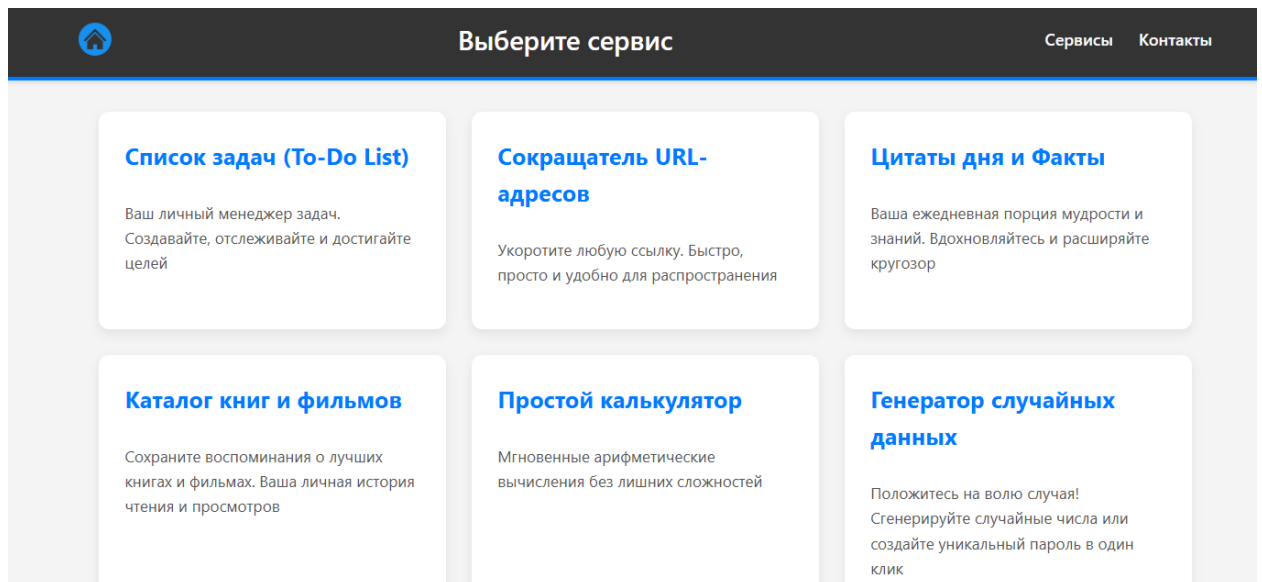 Выберите сервис
Сервисы
Контакты
Список задач (To-Do List)
Ваш личный менеджер задач.
Создавайте, отслеживайте и достигайте
целей
Сокращатель URL-
адресов
Укоротите любую ссылку. Быстро,
просто и удобно для распространения
Цитаты дня и Факты
Ваша ежедневная порция мудрости и
знаний. Вдохновляйтесь и расширяйте
кругозор
Каталог книг и фильмов
Сохраните воспоминания о лучших
книгах и фильмах. Ваша личная история
чтения и просмотров
Простой калькулятор
Мгновенные арифметические
вычисления без лишних сложностей
Генератор случайных
данных
Положитесь на волю случая!
Сгенерируйте случайные числа или
создайте уникальный пароль в один
клик